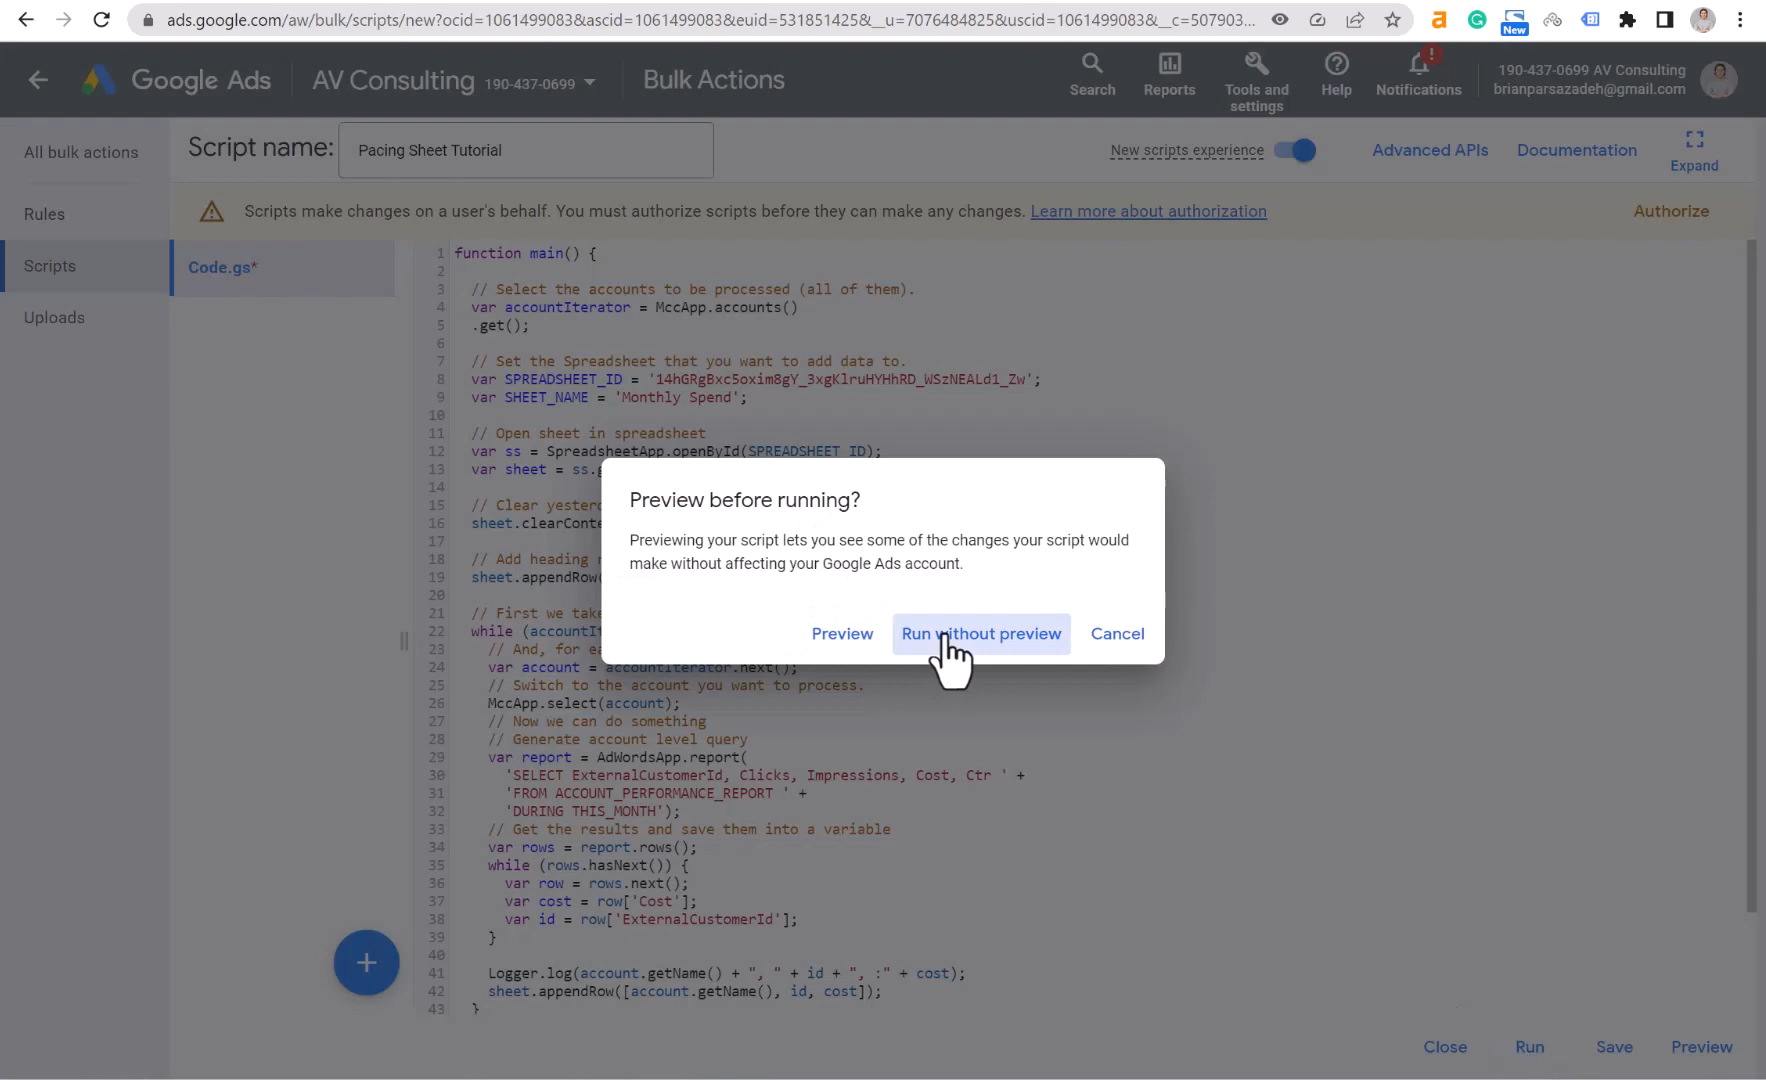 ads.google.com/aw/bulk/scripts/new?ocid=1061499083&ascid=1061499083&euid=531851425&__u=7076484825&uscid=1061499083&__c=507903...
New
Google Ads
AV Consulting 190-437-0699
Bulk Actions
Search
Reports
Tools and
settings
Help
Notifications
190-437-0699 AV Consulting
brianparsazadeh@gmail.com
All bulk actions
Rules
Scripts
Uploads
Script name:
Pacing Sheet Tutorial
New scripts experience
Advanced APIs
Documentation
Expand
Scripts make changes on a user's behalf. You must authorize scripts before they can make any changes. Learn more about authorization
Authorize
Code.gs*
1 function main() {
2
3 // Select the accounts to be processed (all of them).
4 var accountIterator = MccApp.accounts()
5 .get();
6
7 // Set the Spreadsheet that you want to add data to.
8 var SPREADSHEET_ID = '14hGRgBxc5oxim8gY_3xgKlruHYHhRD_WSzNEALd1_Zw';
9 var SHEET_NAME = 'Monthly Spend';
10
11 // Open sheet in spreadsheet
12 var ss = SpreadsheetApp.openById(SPREADSHEET_ID);
13 var sheet = ss.
14
15 // Clear yester
16 sheet.clearConte
17
18 // Add heading
19 sheet.appendRow(
20
21 // First we take
22 while (accountIt
23 // And, for ea
24 var account = accountIterator.next();
25 // Switch to the account you want to process.
26 MccApp.select(account);
27 // Now we can do something
28 // Generate account level query
29 var report = AdWordsApp.report(
30 'SELECT ExternalCustomerId, Clicks, Impressions, Cost, Ctr ' +
31 'FROM ACCOUNT_PERFORMANCE_REPORT ' +
32 'DURING THIS_MONTH');
33 // Get the results and save them into a variable
34 var rows = report.rows();
35 while (rows.hasNext()) {
36 var row = rows.next();
37 var cost = row['Cost'];
38 var id = row['ExternalCustomerId'];
39 }
40
41 Logger.log(account.getName() + ", " + id + ", :" + cost);
42 sheet.appendRow([account.getName(), id, cost]);
43 }
Preview before running?
Previewing your script lets you see some of the changes your script would
make without affecting your Google Ads account.
Preview
Run without preview
Cancel
Close
Run
Save
Preview